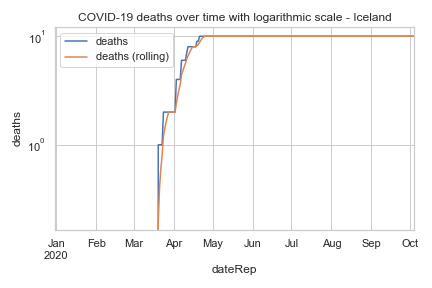 COVID-19 deaths over time with logarithmic scale - Iceland
deaths
deaths (rolling)
10¹
10⁰
deaths
Jan Feb Mar Apr May Jun Jul Aug Sep Oct
2020
dateRep